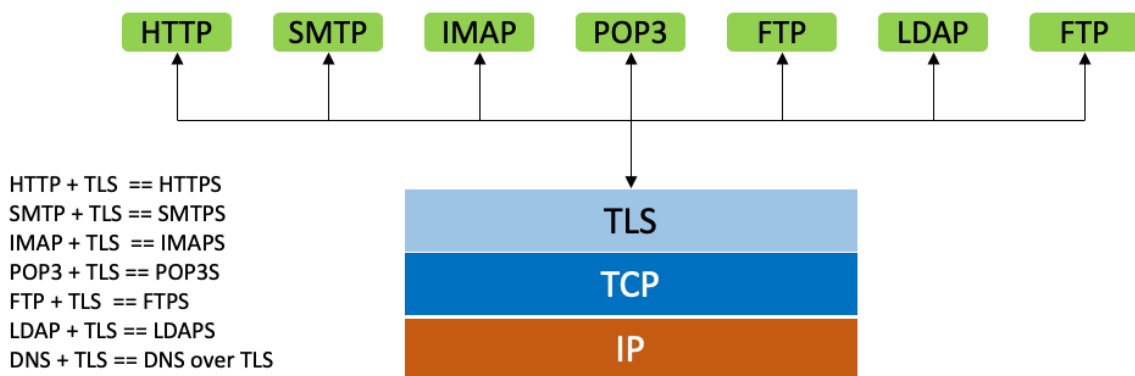 HTTP SMTP IMAP POP3 FTP LDAP FTP
HTTP + TLS == HTTPS
SMTP + TLS == SMTPS
IMAP + TLS == IMAPS
POP3 + TLS == POP3S
FTP + TLS == FTPS
LDAP + TLS == LDAPS
DNS + TLS == DNS over TLS
TLS
TCP
IP